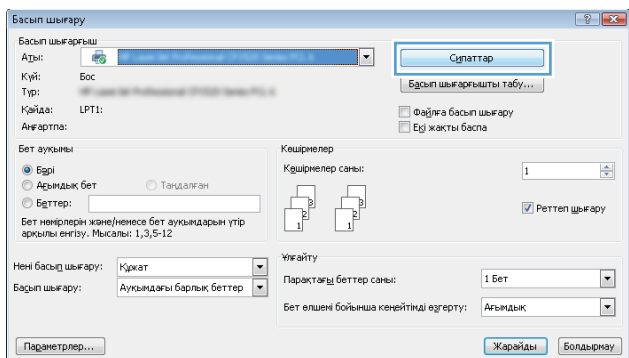 Басып шығару
Басып шығарғыш
Аты:
Сипаттар
Күй: Бос
Басып шығарғышты табу...
Түр:
Қайда: LPT1:
Файлға басып шығару
Аңғартпа:
Екі жақты баспа
Бет ауқымы
Бәрі
Ағымдық бет Таңдалған
Беттер:
Бет нөмірлерін және/немесе бет ауқымдарын үтір
арқылы енгізу. Мысалы: 1,3,5-12
Көшірмелер
Көшірмелер саны: 1
Реттеп шығару
Нені басып шығару: Құжат
Басып шығару: Ауқымдағы барлық беттер
Ұлғайту
Парақтағы беттер саны: 1 Бет
Бет өлшемі бойынша кеңейтімді өзгерту: Ағымдық
Параметрлер...
Жарайды Болдырмау